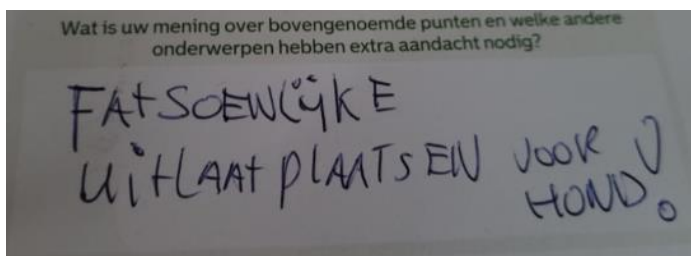 Wat is uw mening over bovengenoemde punten en welke andere
onderwerpen hebben extra aandacht nodig?
FATSOENLIJKE
UITLAATPLAATSEN VOOR
HOND!